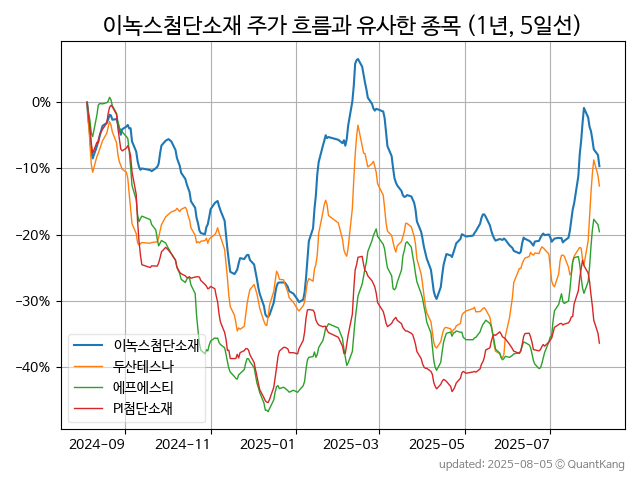 이녹스첨단소재 주가 흐름과 유사한 종목 (1년, 5일선)
0%
−10%
−20%
−30%
−40%
이녹스첨단소재
두산테스나
에프에스티
PI첨단소재
2024-09 2024-11 2025-01 2025-03 2025-05 2025-07
updated: 2025-08-05 © QuantKang